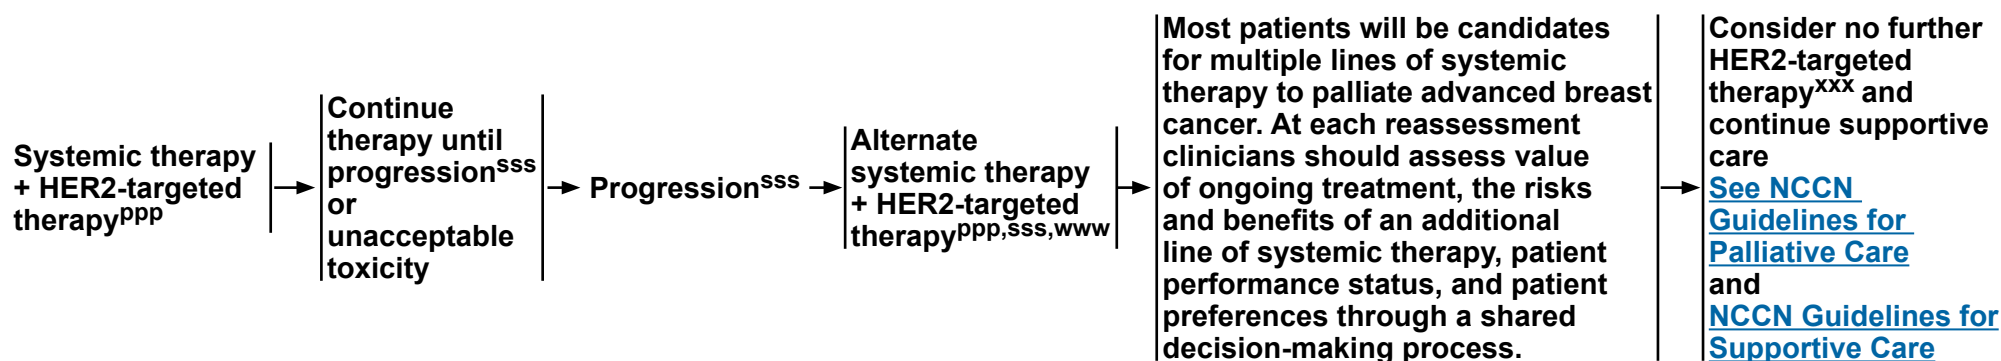 Systemic therapy
+ HER2-targeted
therapyppp
Continue
therapy until
progressionsss
or
unacceptable
toxicity
Progressionsss
Alternate
systemic therapy
+ HER2-targeted
therapyppp,sss,www
Most patients will be candidates
for multiple lines of systemic
therapy to palliate advanced breast
cancer. At each reassessment
clinicians should assess value
of ongoing treatment, the risks
and benefits of an additional
line of systemic therapy, patient
performance status, and patient
preferences through a shared
decision-making process.
Consider no further
HER2-targeted
therapyxxx and
continue supportive
care
See NCCN
Guidelines for
Palliative Care
and
NCCN Guidelines for
Supportive Care